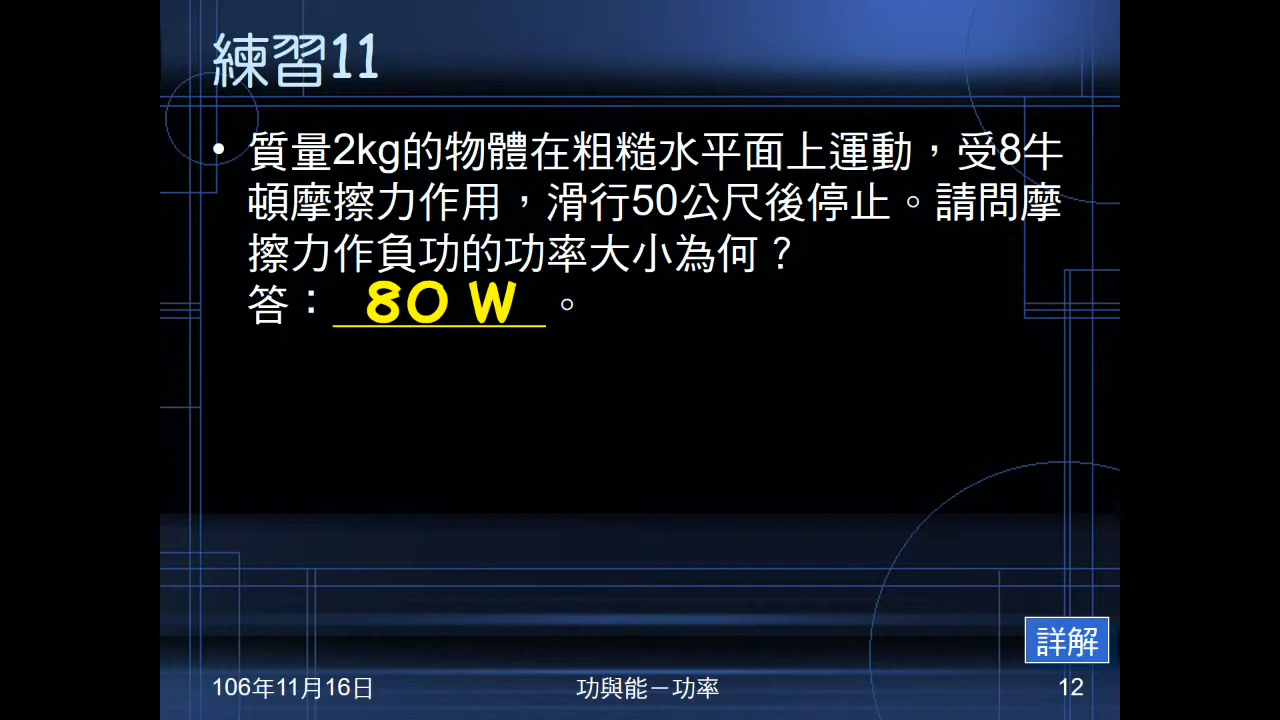 練習11
• 質量2kg的物體在粗糙水平面上運動，受8牛
頓摩擦力作用，滑行50公尺後停止。請問摩
擦力作負功的功率大小為何？
答：80 W。
詳解
106年11月16日 功與能－功率 12